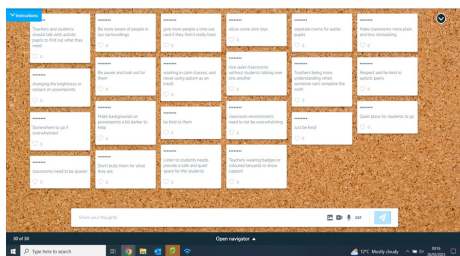 Instructions
Teachers and students
should talk with autistic
pupils to find out what they
need.
Be more aware of people in
our surroundings
give more people a time out
card if they find it really hard
allow some slim toys
separate rooms for autistic
pupils
Make classrooms more plain
and less stimulating.
changing the brightness of
colours on powerpoints
Be aware and look out for
them
working in calm classes, and
never using autism as an
insult
nice quiet classrooms
without students talking over
one another
Teachers being more
understanding when
someone cant complete the
work
Respect and be kind to
autistic peers
Somewhere to go if
overwhelmed
Make backgrounds on
powerpoints a bit darker to
help
be kind to them
classroom environments
need to not be overwhelming
Just be kind!
Quiet place for students to go
classrooms need to be quieter
Don't bully them for what
they are
Listen to students needs,
provide a safe and quiet
space for the students
Teachers wearing badges or
coloured lanyards to show
support
Share your thoughts
GIF
30 of 30
Open navigator
Type here to search
12°C Mostly cloudy